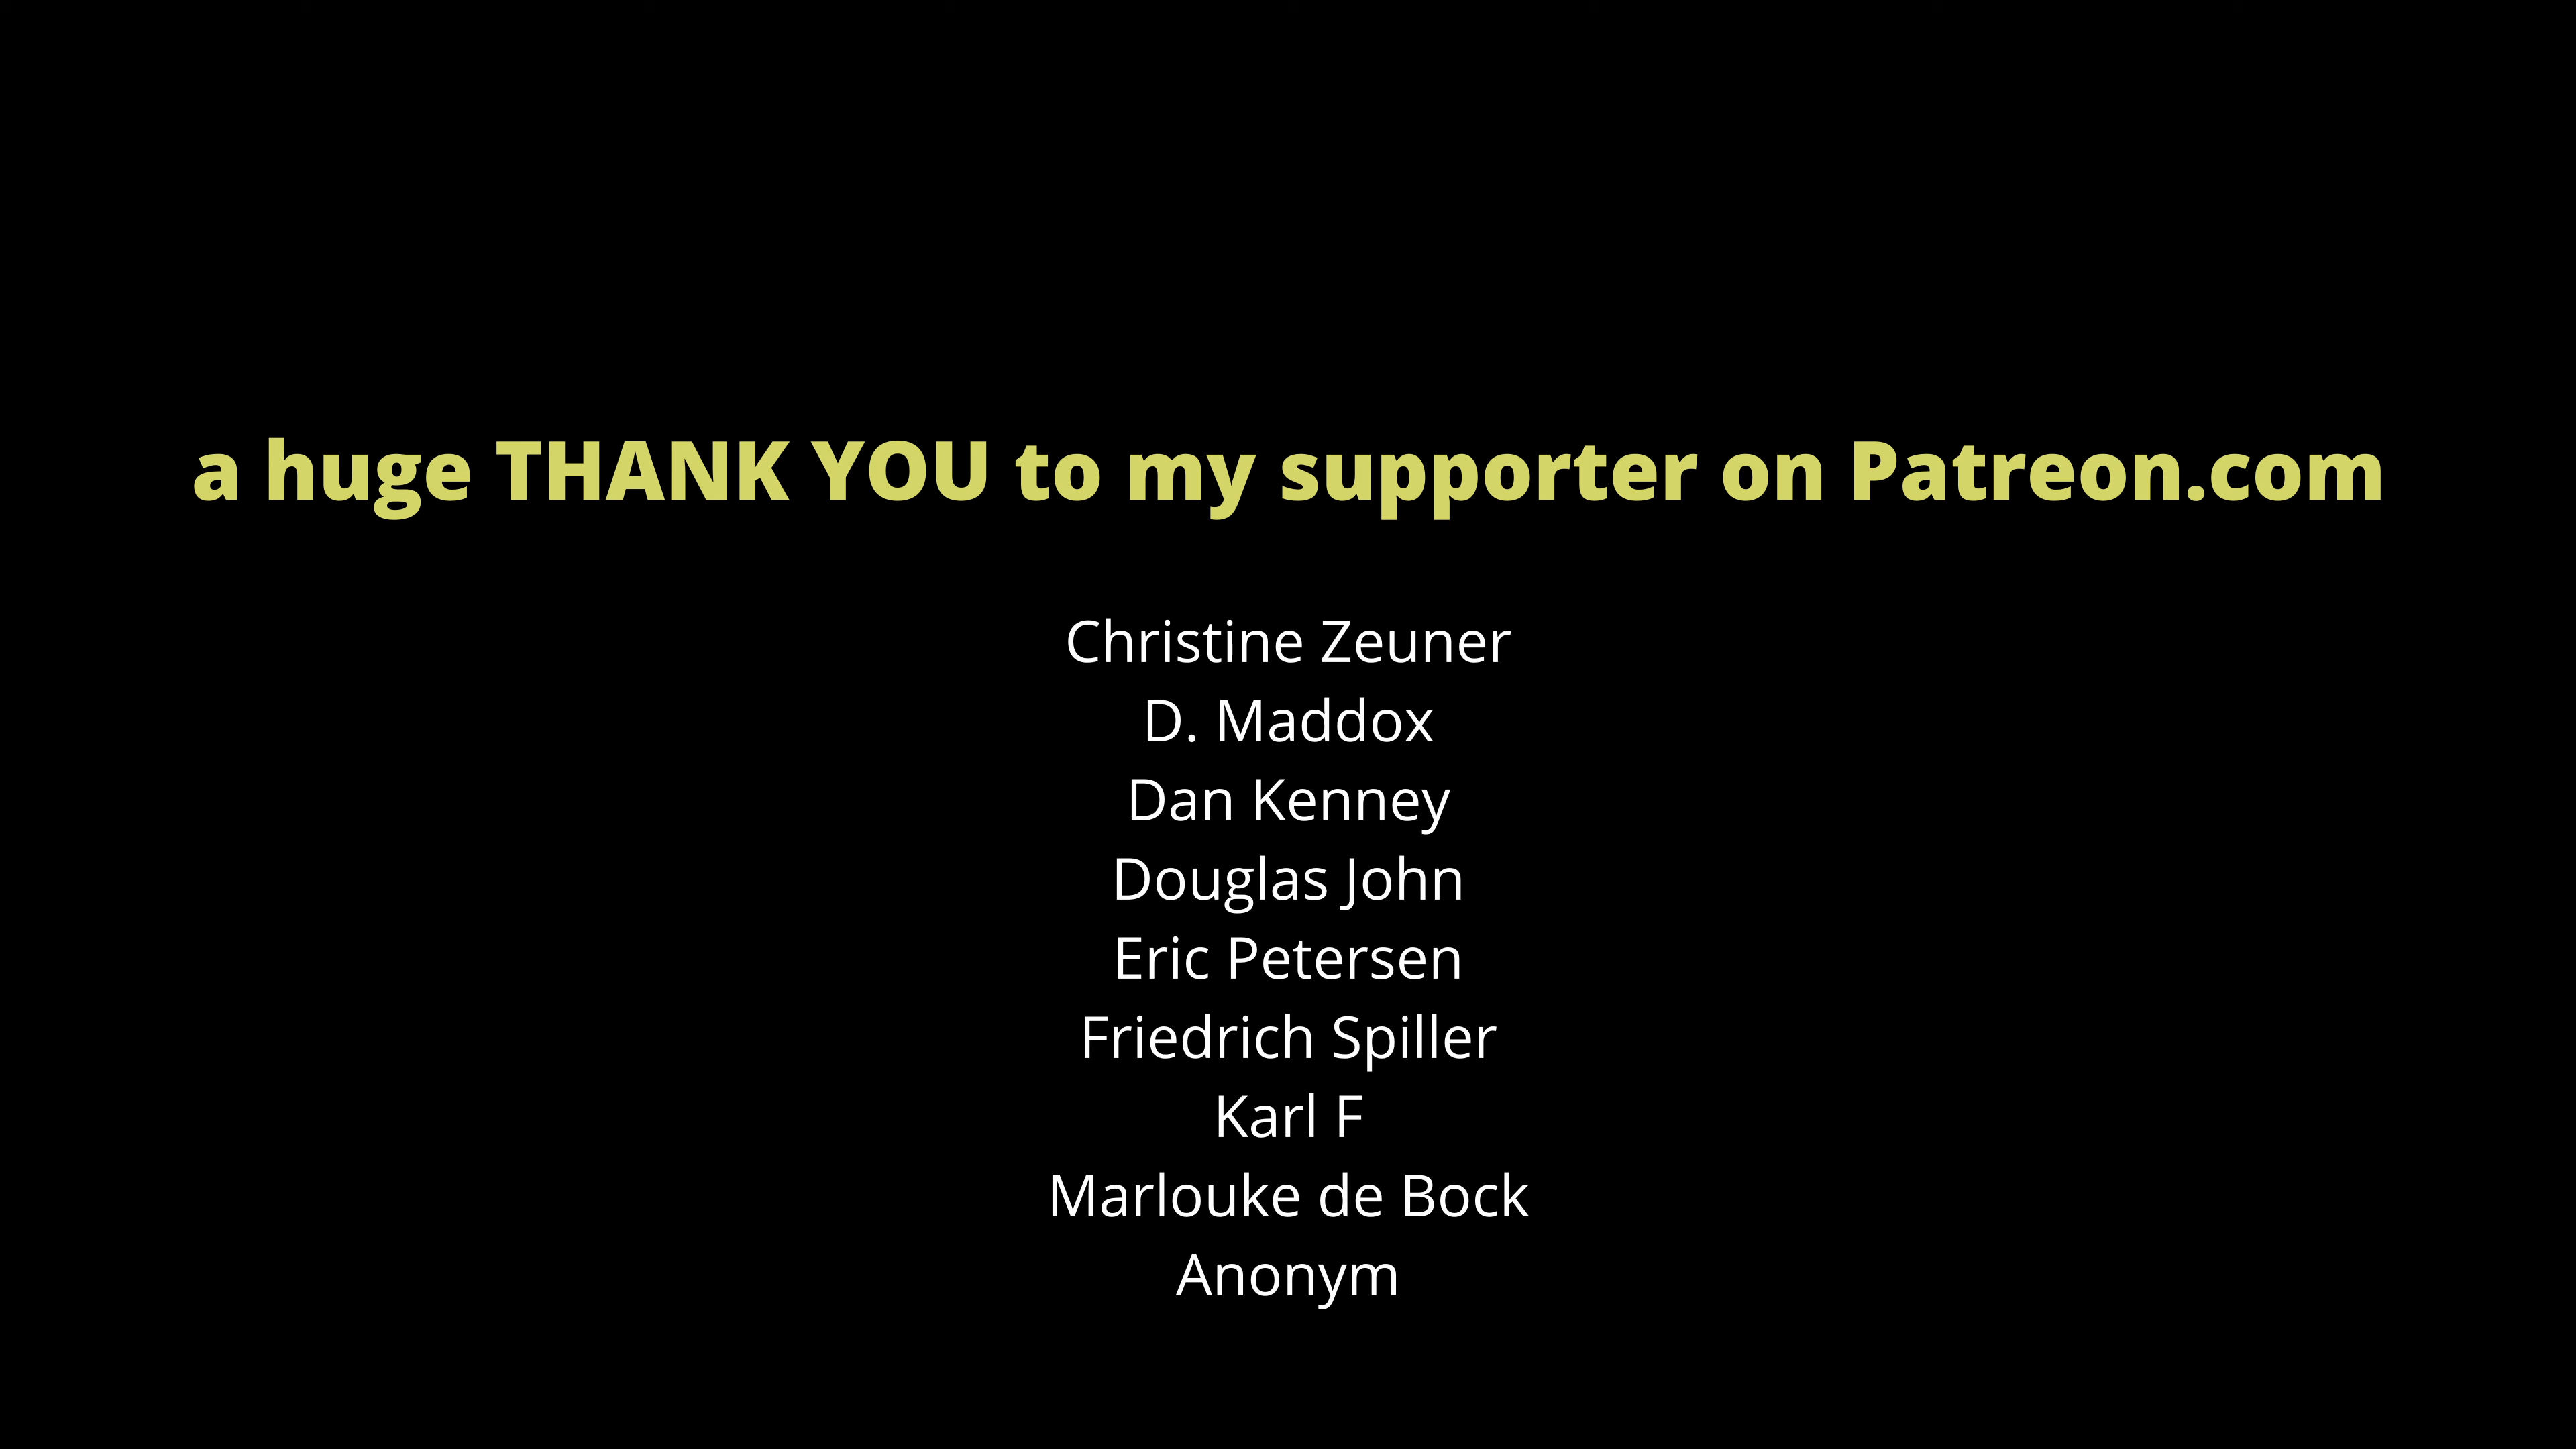 a huge THANK YOU to my supporter on Patreon.com
Christine Zeuner
D. Maddox
Dan Kenney
Douglas John
Eric Petersen
Friedrich Spiller
Karl F
Marlouke de Bock
Anonym